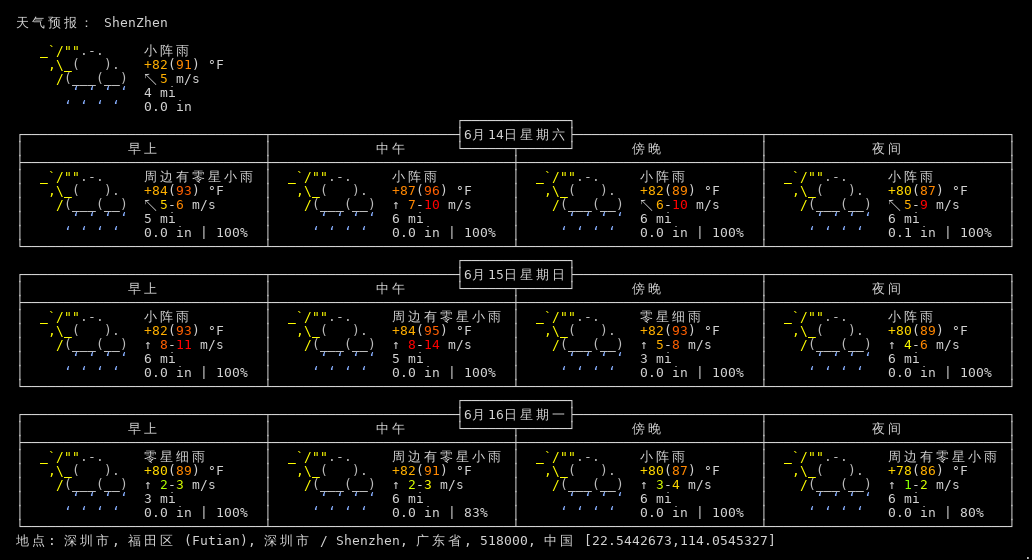 天气预报： ShenZhen
小阵雨
+82(91) °F
↖5 m/s
4 mi
0.0 in
6月14日星期六
早上 中午 傍晚 夜间
周边有零星小雨 小阵雨 小阵雨 小阵雨
+84(93) °F +87(96) °F +82(89) °F +80(87) °F
↖5-6 m/s ↑ 7-10 m/s ↖6-10 m/s ↖5-9 m/s
5 mi 6 mi 6 mi 6 mi
0.0 in | 100% 0.0 in | 100% 0.0 in | 100% 0.1 in | 100%
6月15日星期日
早上 中午 傍晚 夜间
小阵雨 周边有零星小雨 零星细雨 小阵雨
+82(93) °F +84(95) °F +82(93) °F +80(89) °F
↑ 8-11 m/s ↑ 8-14 m/s ↑ 5-8 m/s ↑ 4-6 m/s
6 mi 5 mi 3 mi 6 mi
0.0 in | 100% 0.0 in | 100% 0.0 in | 100% 0.0 in | 100%
6月16日星期一
早上 中午 傍晚 夜间
零星细雨 周边有零星小雨 小阵雨 周边有零星小雨
+80(89) °F +82(91) °F +80(87) °F +78(86) °F
↑ 2-3 m/s ↑ 2-3 m/s ↑ 3-4 m/s ↑ 1-2 m/s
3 mi 6 mi 6 mi 6 mi
0.0 in | 100% 0.0 in | 83% 0.0 in | 100% 0.0 in | 80%
地点: 深圳市, 福田区 (Futian), 深圳市 / Shenzhen, 广东省, 518000, 中国 [22.5442673,114.0545327]